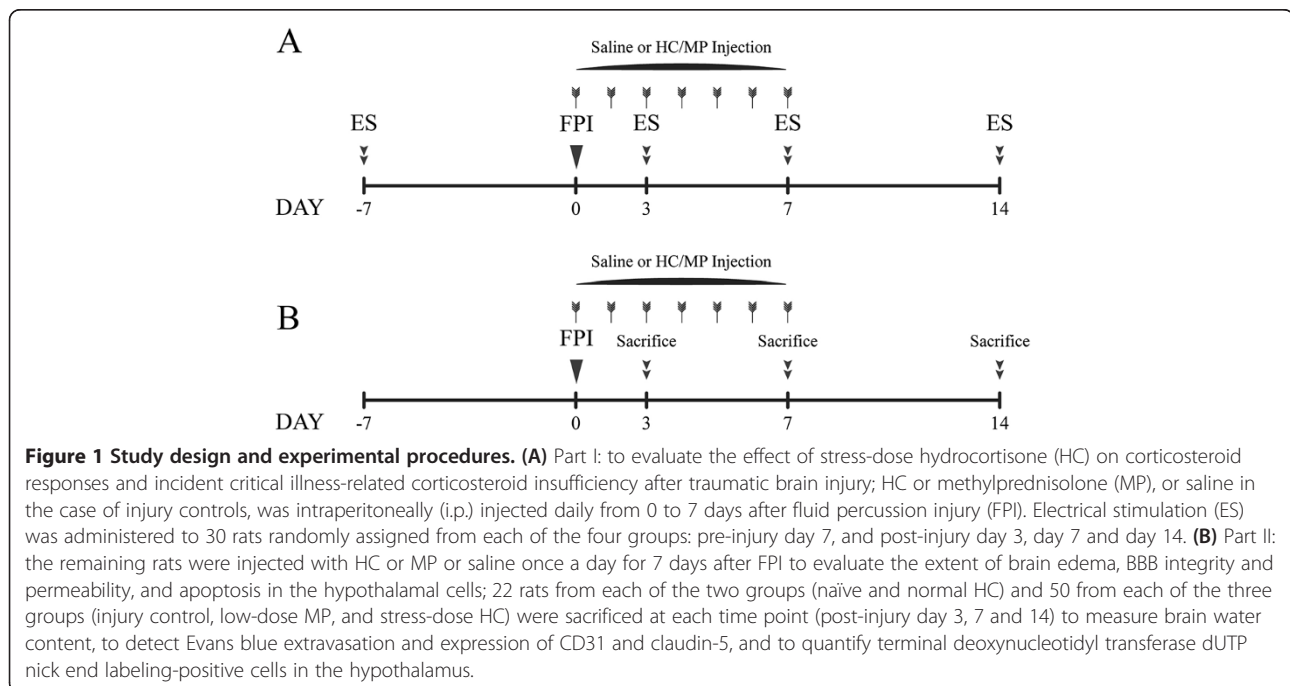 A
Saline or HC/MP Injection
ES FPI ES ES ES
DAY -7 0 3 7 14
Saline or HC/MP Injection
B
FPI Sacrifice Sacrifice Sacrifice
DAY -7 0 3 7 14
Figure 1 Study design and experimental procedures. (A) Part I: to evaluate the effect of stress-dose hydrocortisone (HC) on corticosteroid
responses and incident critical illness-related corticosteroid insufficiency after traumatic brain injury; HC or methylprednisolone (MP), or saline in
the case of injury controls, was intraperitoneally (i.p.) injected daily from 0 to 7 days after fluid percussion injury (FPI). Electrical stimulation (ES)
was administered to 30 rats randomly assigned from each of the four groups: pre-injury day 7, and post-injury day 3, day 7 and day 14. (B) Part II:
the remaining rats were injected with HC or MP or saline once a day for 7 days after FPI to evaluate the extent of brain edema, BBB integrity and
permeability, and apoptosis in the hypothalamal cells; 22 rats from each of the two groups (naïve and normal HC) and 50 from each of the three
groups (injury control, low-dose MP, and stress-dose HC) were sacrificed at each time point (post-injury day 3, 7 and 14) to measure brain water
content, to detect Evans blue extravasation and expression of CD31 and claudin-5, and to quantify terminal deoxynucleotidyl transferase dUTP
nick end labeling-positive cells in the hypothalamus.